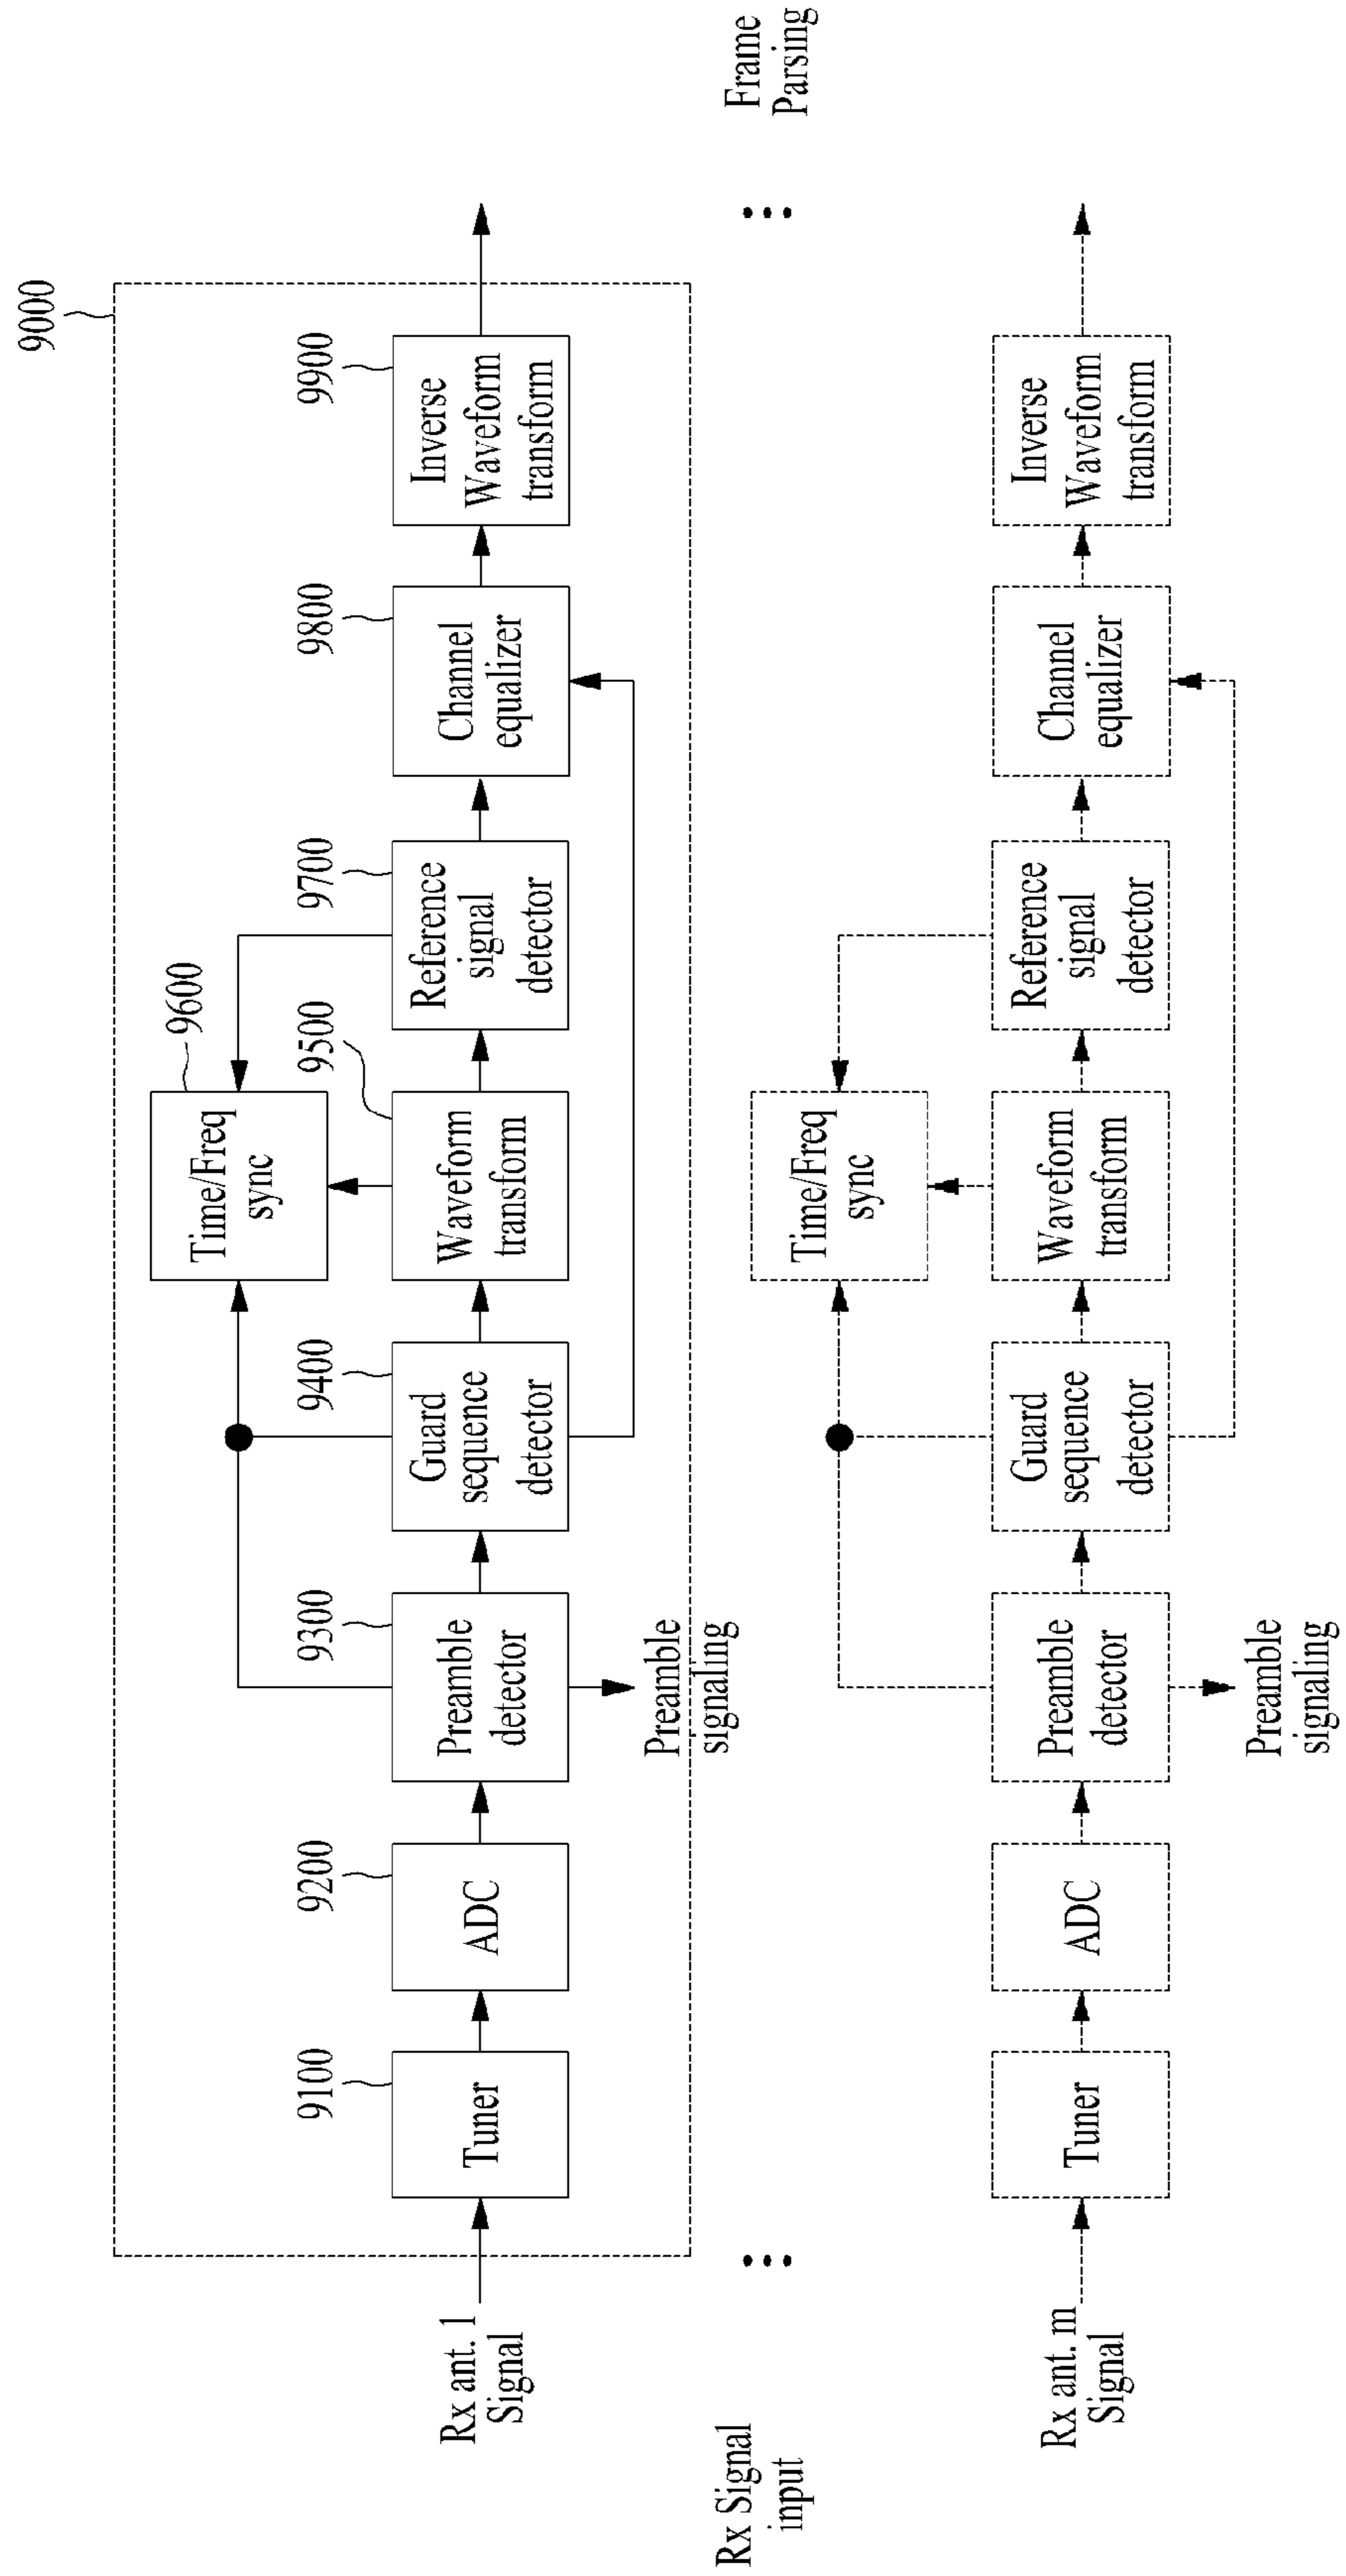 9000
Rx Signal
input
Rx ant. 1
Signal
9100
Tuner
9200
ADC
9300
Preamble
detector
Preamble
signaling
9400
Guard
sequence
detector
9500
Waveform
transform
9600
Time/Freq
sync
9700
Reference
signal
detector
9800
Channel
equalizer
9900
Inverse
Waveform
transform
Frame
Parsing
Rx ant. m
Signal
Tuner
ADC
Preamble
detector
Preamble
signaling
Guard
sequence
detector
Waveform
transform
Time/Freq
sync
Reference
signal
detector
Channel
equalizer
Inverse
Waveform
transform